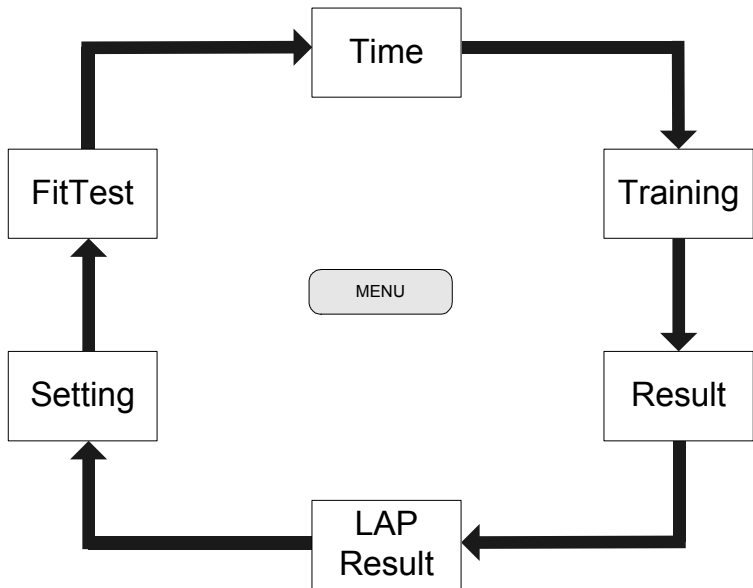 Time
FitTest
Training
MENU
Setting
Result
LAP
Result